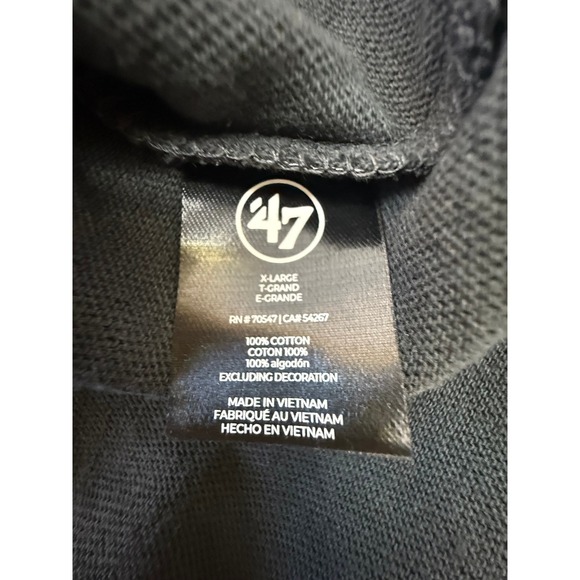 '47
X-LARGE
T-GRAND
E-GRANDE
RN # 70547 | CA# 54267
100% COTTON
COTON 100%
100% algodón
EXCLUDING DECORATION
MADE IN VIETNAM
FABRIQUÉ AU VIETNAM
HECHO EN VIETNAM